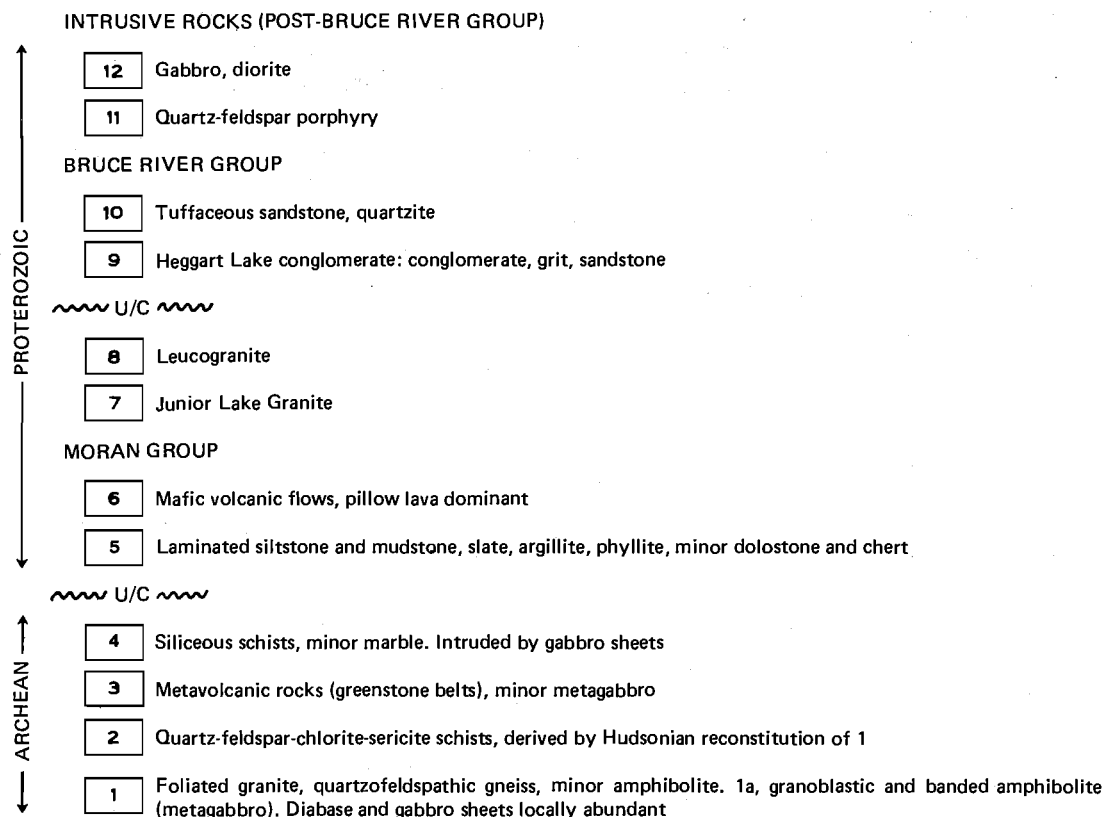 INTRUSIVE ROCKS (POST-BRUCE RIVER GROUP)
12 Gabbro, diorite
11 Quartz-feldspar porphyry
BRUCE RIVER GROUP
10 Tuffaceous sandstone, quartzite
9 Heggart Lake conglomerate: conglomerate, grit, sandstone
U/C
8 Leucogranite
7 Junior Lake Granite
MORAN GROUP
6 Mafic volcanic flows, pillow lava dominant
5 Laminated siltstone and mudstone, slate, argillite, phyllite, minor dolostone and chert
PROTEROZOIC
U/C
4 Siliceous schists, minor marble. Intruded by gabbro sheets
3 Metavolcanic rocks (greenstone belts), minor metagabbro
2 Quartz-feldspar-chlorite-sericite schists, derived by Hudsonian reconstitution of 1
1 Foliated granite, quartzofeldspathic gneiss, minor amphibolite. 1a, granoblastic and banded amphibolite
(metagabbro). Diabase and gabbro sheets locally abundant
ARCHEAN